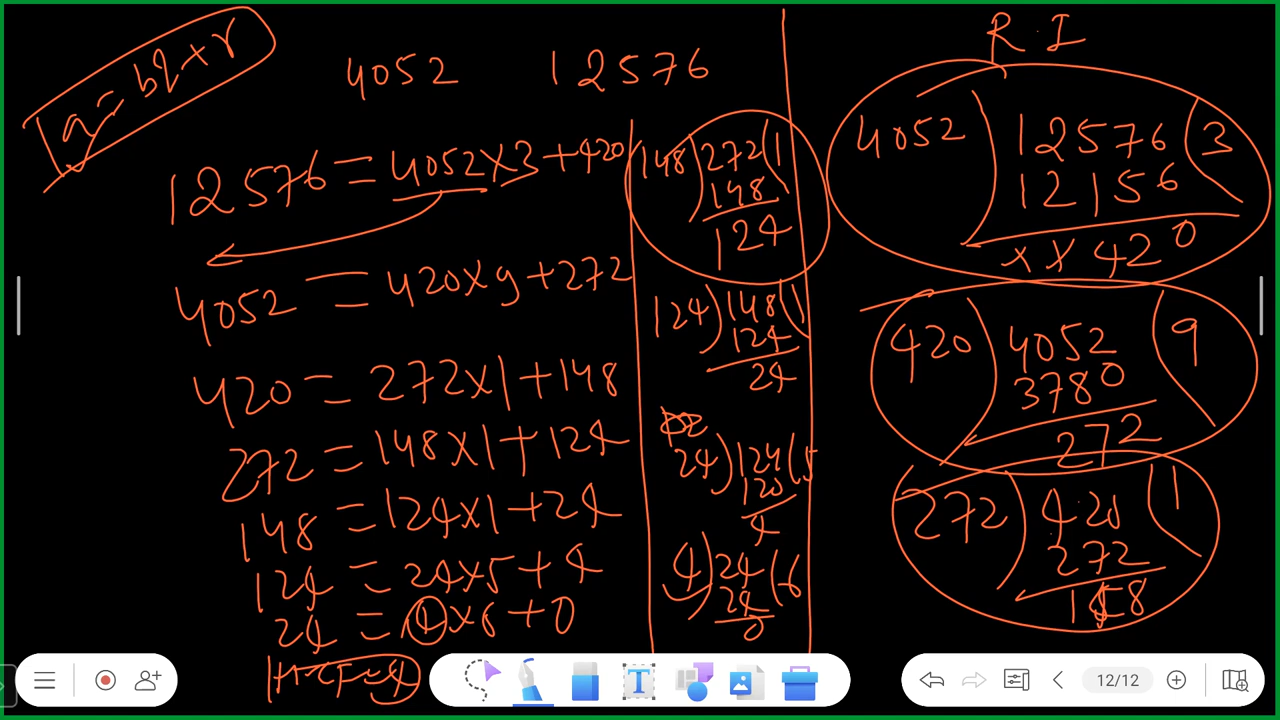 a = bq + r
4052 12576
12576 = 4052 × 3 + 420
4052 = 420 × 9 + 272
420 = 272 × 1 + 148
272 = 148 × 1 + 124
148 = 124 × 1 + 24
124 = 24 × 5 + 4
24 = 4 × 6 + 0
HCF = 4
148 ) 272 ( 1
148
124
124 ) 148 ( 1
124
24
24 ) 124 ( 5
120
4
4 ) 24 ( 6
24
0
R I
4052 ) 12576 ( 3
12156
× × 420
420 ) 4052 ( 9
3780
272
272 ) 420 ( 1
272
148
T
12/12